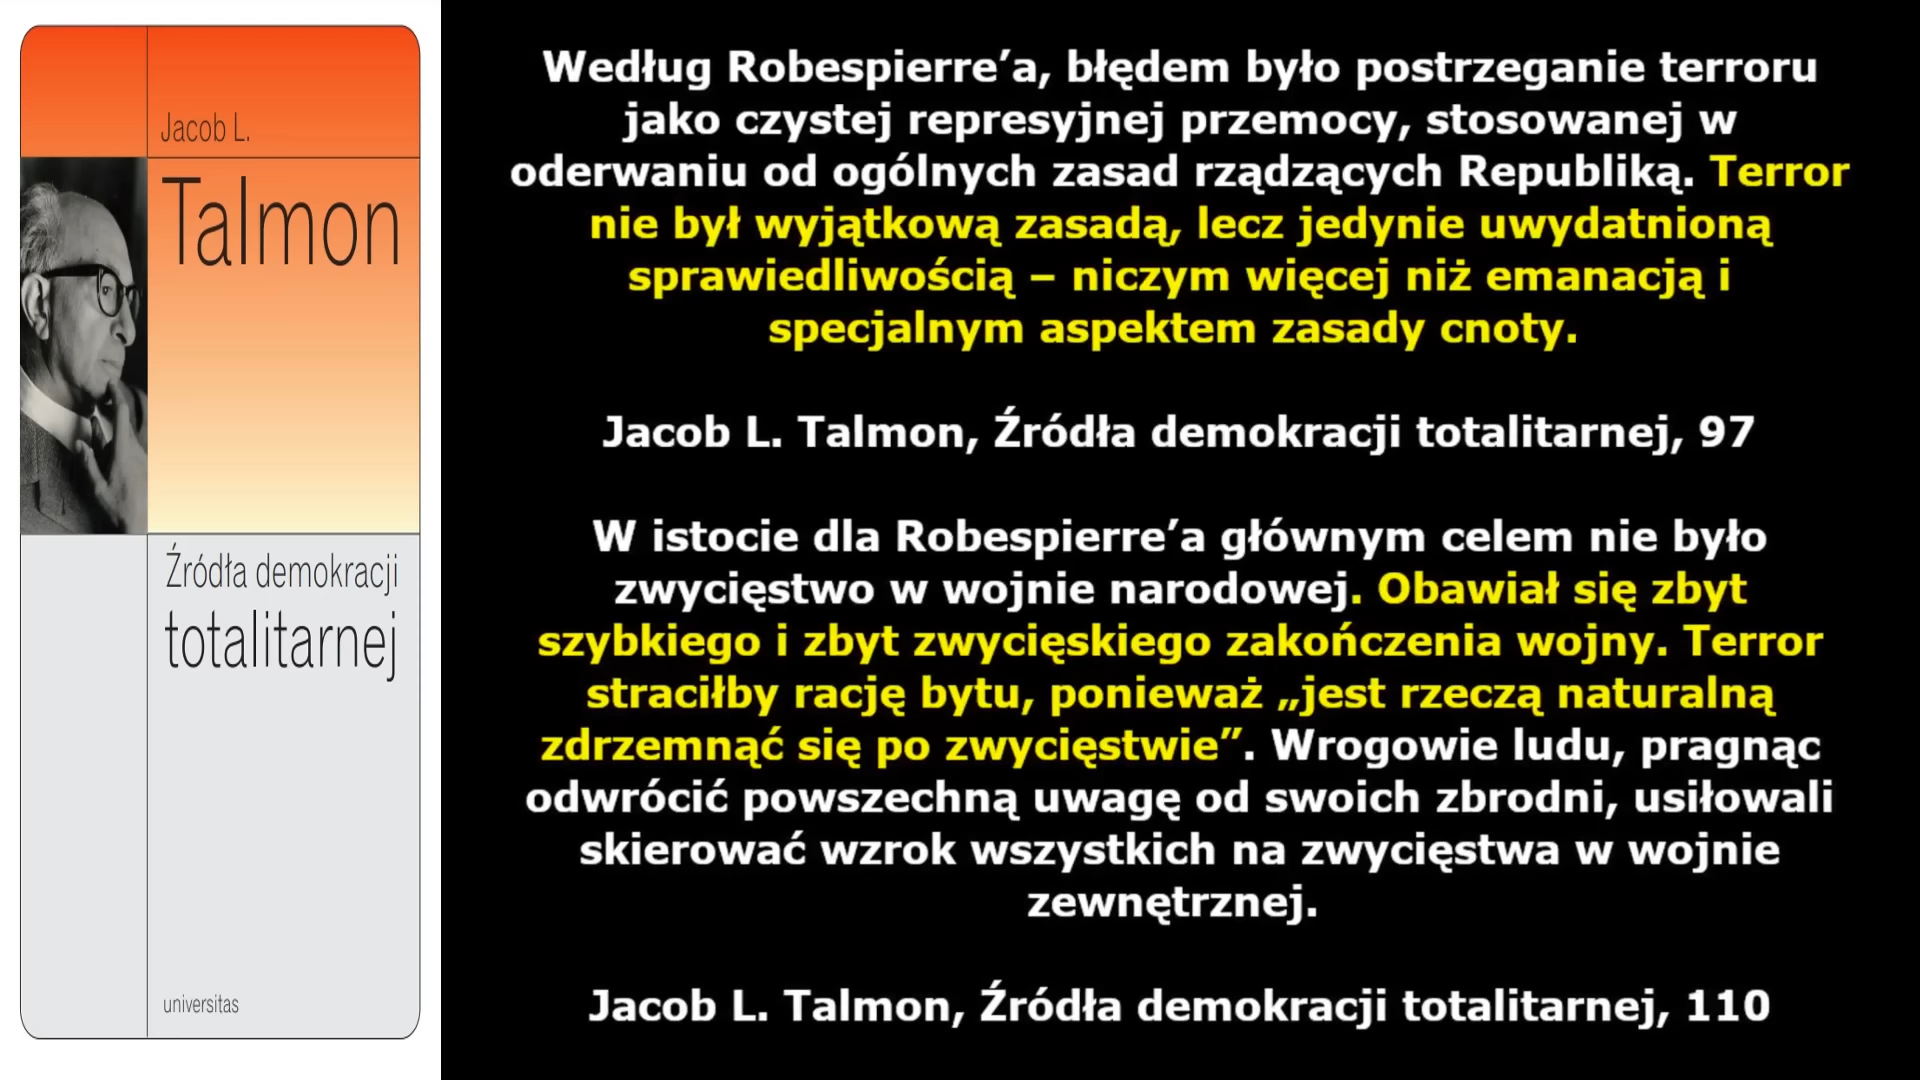 Jacob L.
Talmon
Źródła demokracji
totalitarnej
universitas
Według Robespierre’a, błędem było postrzeganie terroru
jako czystej represyjnej przemocy, stosowanej w
oderwaniu od ogólnych zasad rządzących Republiką. Terror
nie był wyjątkową zasadą, lecz jedynie uwydatnioną
sprawiedliwością – niczym więcej niż emanacją i
specjalnym aspektem zasady cnoty.
Jacob L. Talmon, Źródła demokracji totalitarnej, 97
W istocie dla Robespierre’a głównym celem nie było
zwycięstwo w wojnie narodowej. Obawiał się zbyt
szybkiego i zbyt zwycięskiego zakończenia wojny. Terror
straciłby rację bytu, ponieważ „jest rzeczą naturalną
zdrzemnąć się po zwycięstwie”. Wrogowie ludu, pragnąc
odwrócić powszechną uwagę od swoich zbrodni, usiłowali
skierować wzrok wszystkich na zwycięstwa w wojnie
zewnętrznej.
Jacob L. Talmon, Źródła demokracji totalitarnej, 110